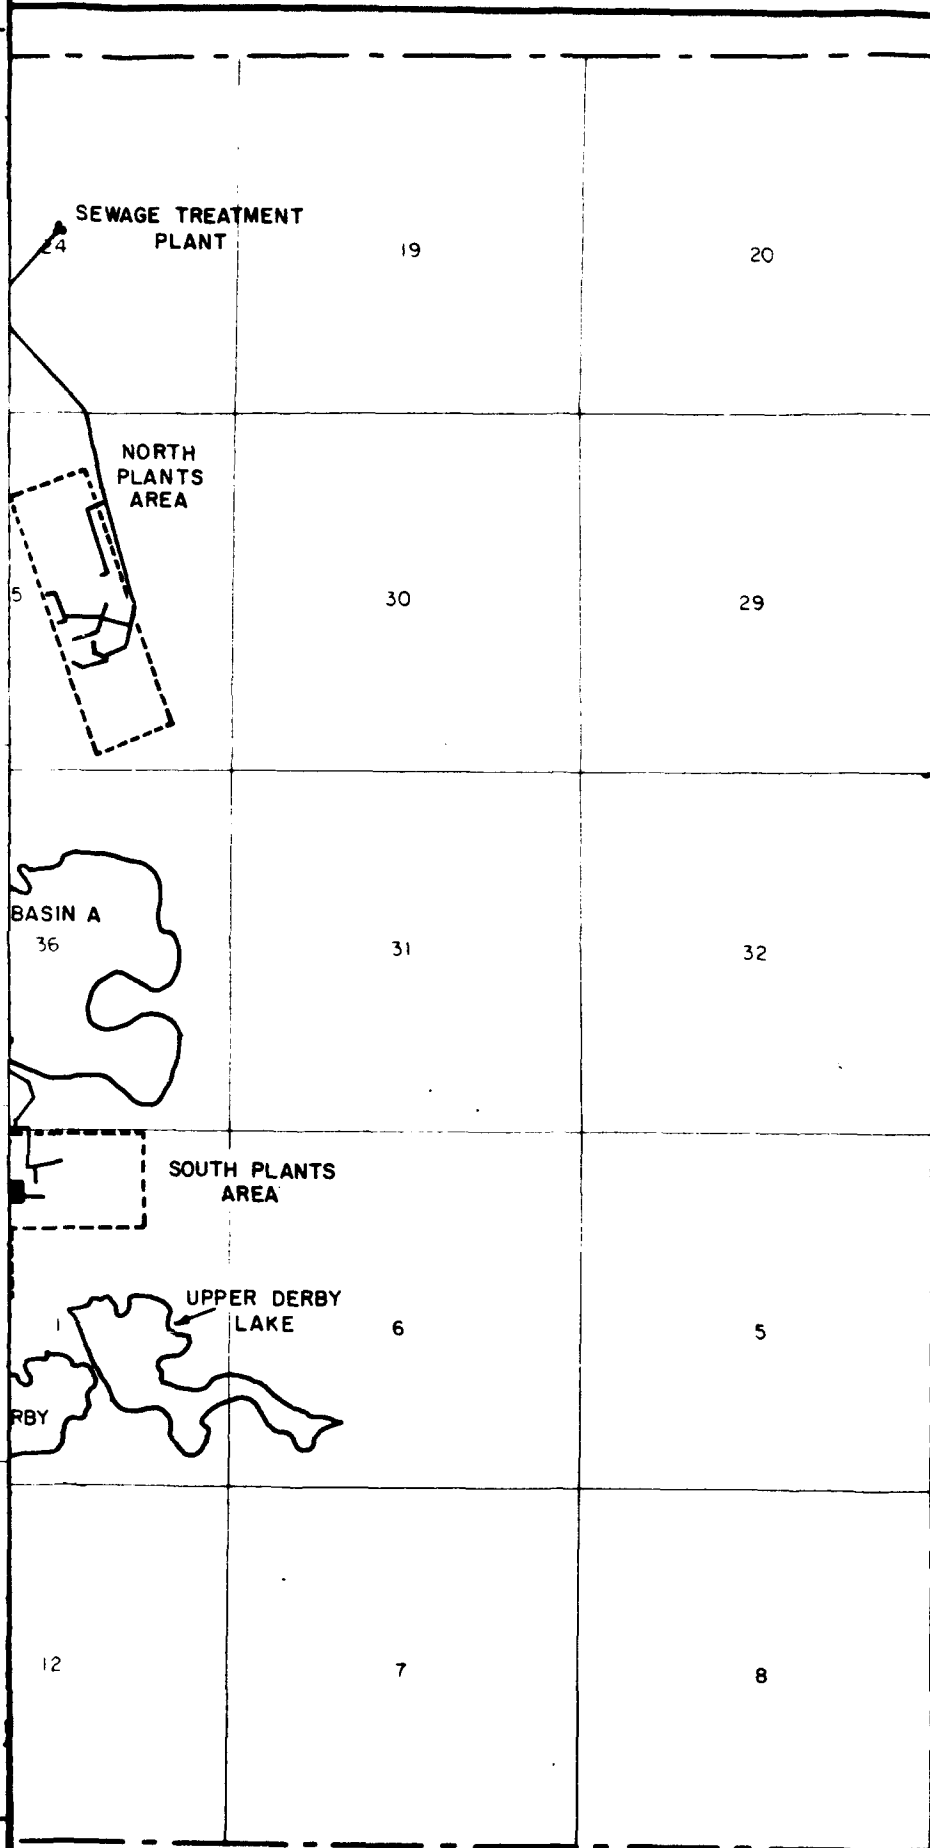 SEWAGE TREATMENT
PLANT
24
19
20
NORTH
PLANTS
AREA
5
30
29
BASIN A
36
31
32
SOUTH PLANTS
AREA
UPPER DERBY
LAKE
1
6
5
RBY
12
7
8